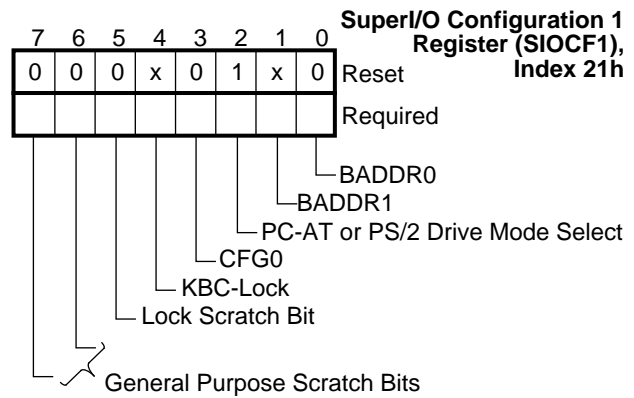 SuperI/O Configuration 1
Register (SIOCF1),
Index 21h
7 6 5 4 3 2 1 0
0 0 0 x 0 1 x 0 Reset
Required
BADDR0
BADDR1
PC-AT or PS/2 Drive Mode Select
CFG0
KBC-Lock
Lock Scratch Bit
General Purpose Scratch Bits